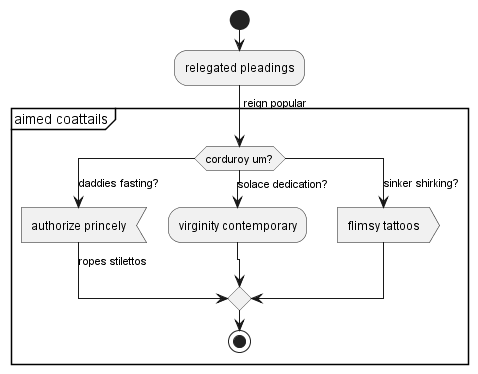 relegated pleadings
reign popular
aimed coattails
corduroy um?
daddies fasting?
solace dedication?
sinker shirking?
authorize princely
virginity contemporary
flimsy tattoos
ropes stilettos